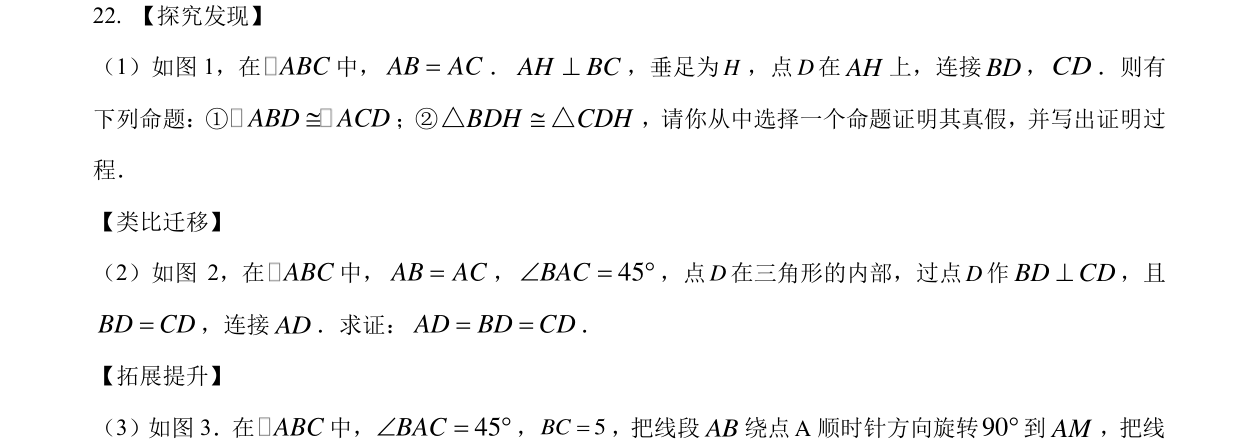 22. 【探究发现】
（1）如图 1，在□ABC 中， AB = AC ． AH ⊥ BC ，垂足为 H ，点 D 在 AH 上，连接 BD ， CD ．则有
下列命题：①□ABD ≅□ACD；②△BDH ≅ △CDH ，请你从中选择一个命题证明其真假，并写出证明过
程．
【类比迁移】
（2）如图 2，在□ABC 中， AB = AC ， ∠BAC = 45° ，点 D 在三角形的内部，过点 D 作 BD ⊥ CD ，且
BD = CD ，连接 AD ．求证： AD = BD = CD ．
【拓展提升】
（3）如图 3．在□ABC 中，∠BAC = 45° ， BC = 5 ，把线段 AB 绕点 A 顺时针方向旋转 90° 到 AM ，把线